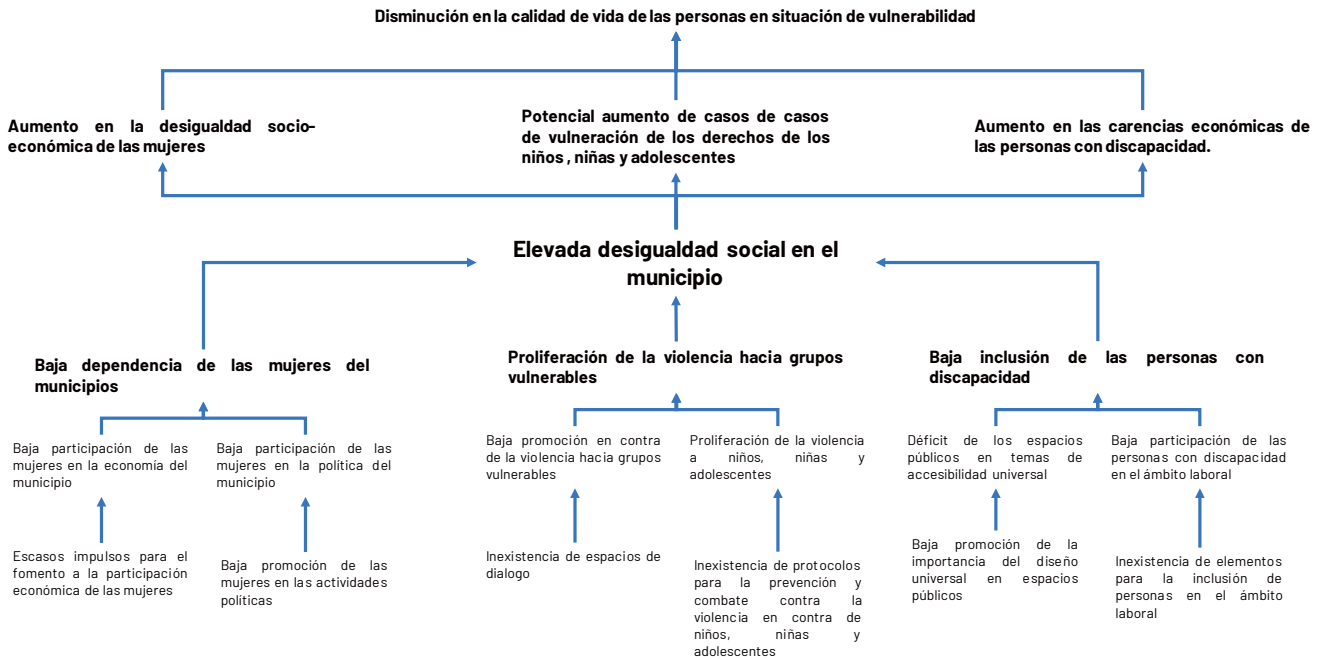 Disminución en la calidad de vida de las personas en situación de vulnerabilidad
Aumento en la desigualdad socio-
económica de las mujeres
Potencial aumento de casos de casos
de vulneración de los derechos de los
niños , niñas y adolescentes
Aumento en las carencias económicas de
las personas con discapacidad.
Elevada desigualdad social en el
municipio
Baja dependencia de las mujeres del
municipios
Proliferación de la violencia hacia grupos
vulnerables
Baja inclusión de las personas con
discapacidad
Baja participación de las
mujeres en la economía del
municipio
Baja participación de las
mujeres en la política del
municipio
Baja promoción en contra
de la violencia hacia grupos
vulnerables
Proliferación de la violencia
a niños, niñas y
adolescentes
Déficit de los espacios
públicos en temas de
accesibilidad universal
Baja participación de las
personas con discapacidad
en el ámbito laboral
Escasos impulsos para el
fomento a la participación
económica de las mujeres
Baja promoción de las
mujeres en las actividades
políticas
Inexistencia de espacios de
dialogo
Inexistencia de protocolos
para la prevención y
combate contra la
violencia en contra de
niños, niñas y
adolescentes
Baja promoción de la
importancia del diseño
universal en espacios
públicos
Inexistencia de elementos
para la inclusión de
personas en el ámbito
laboral